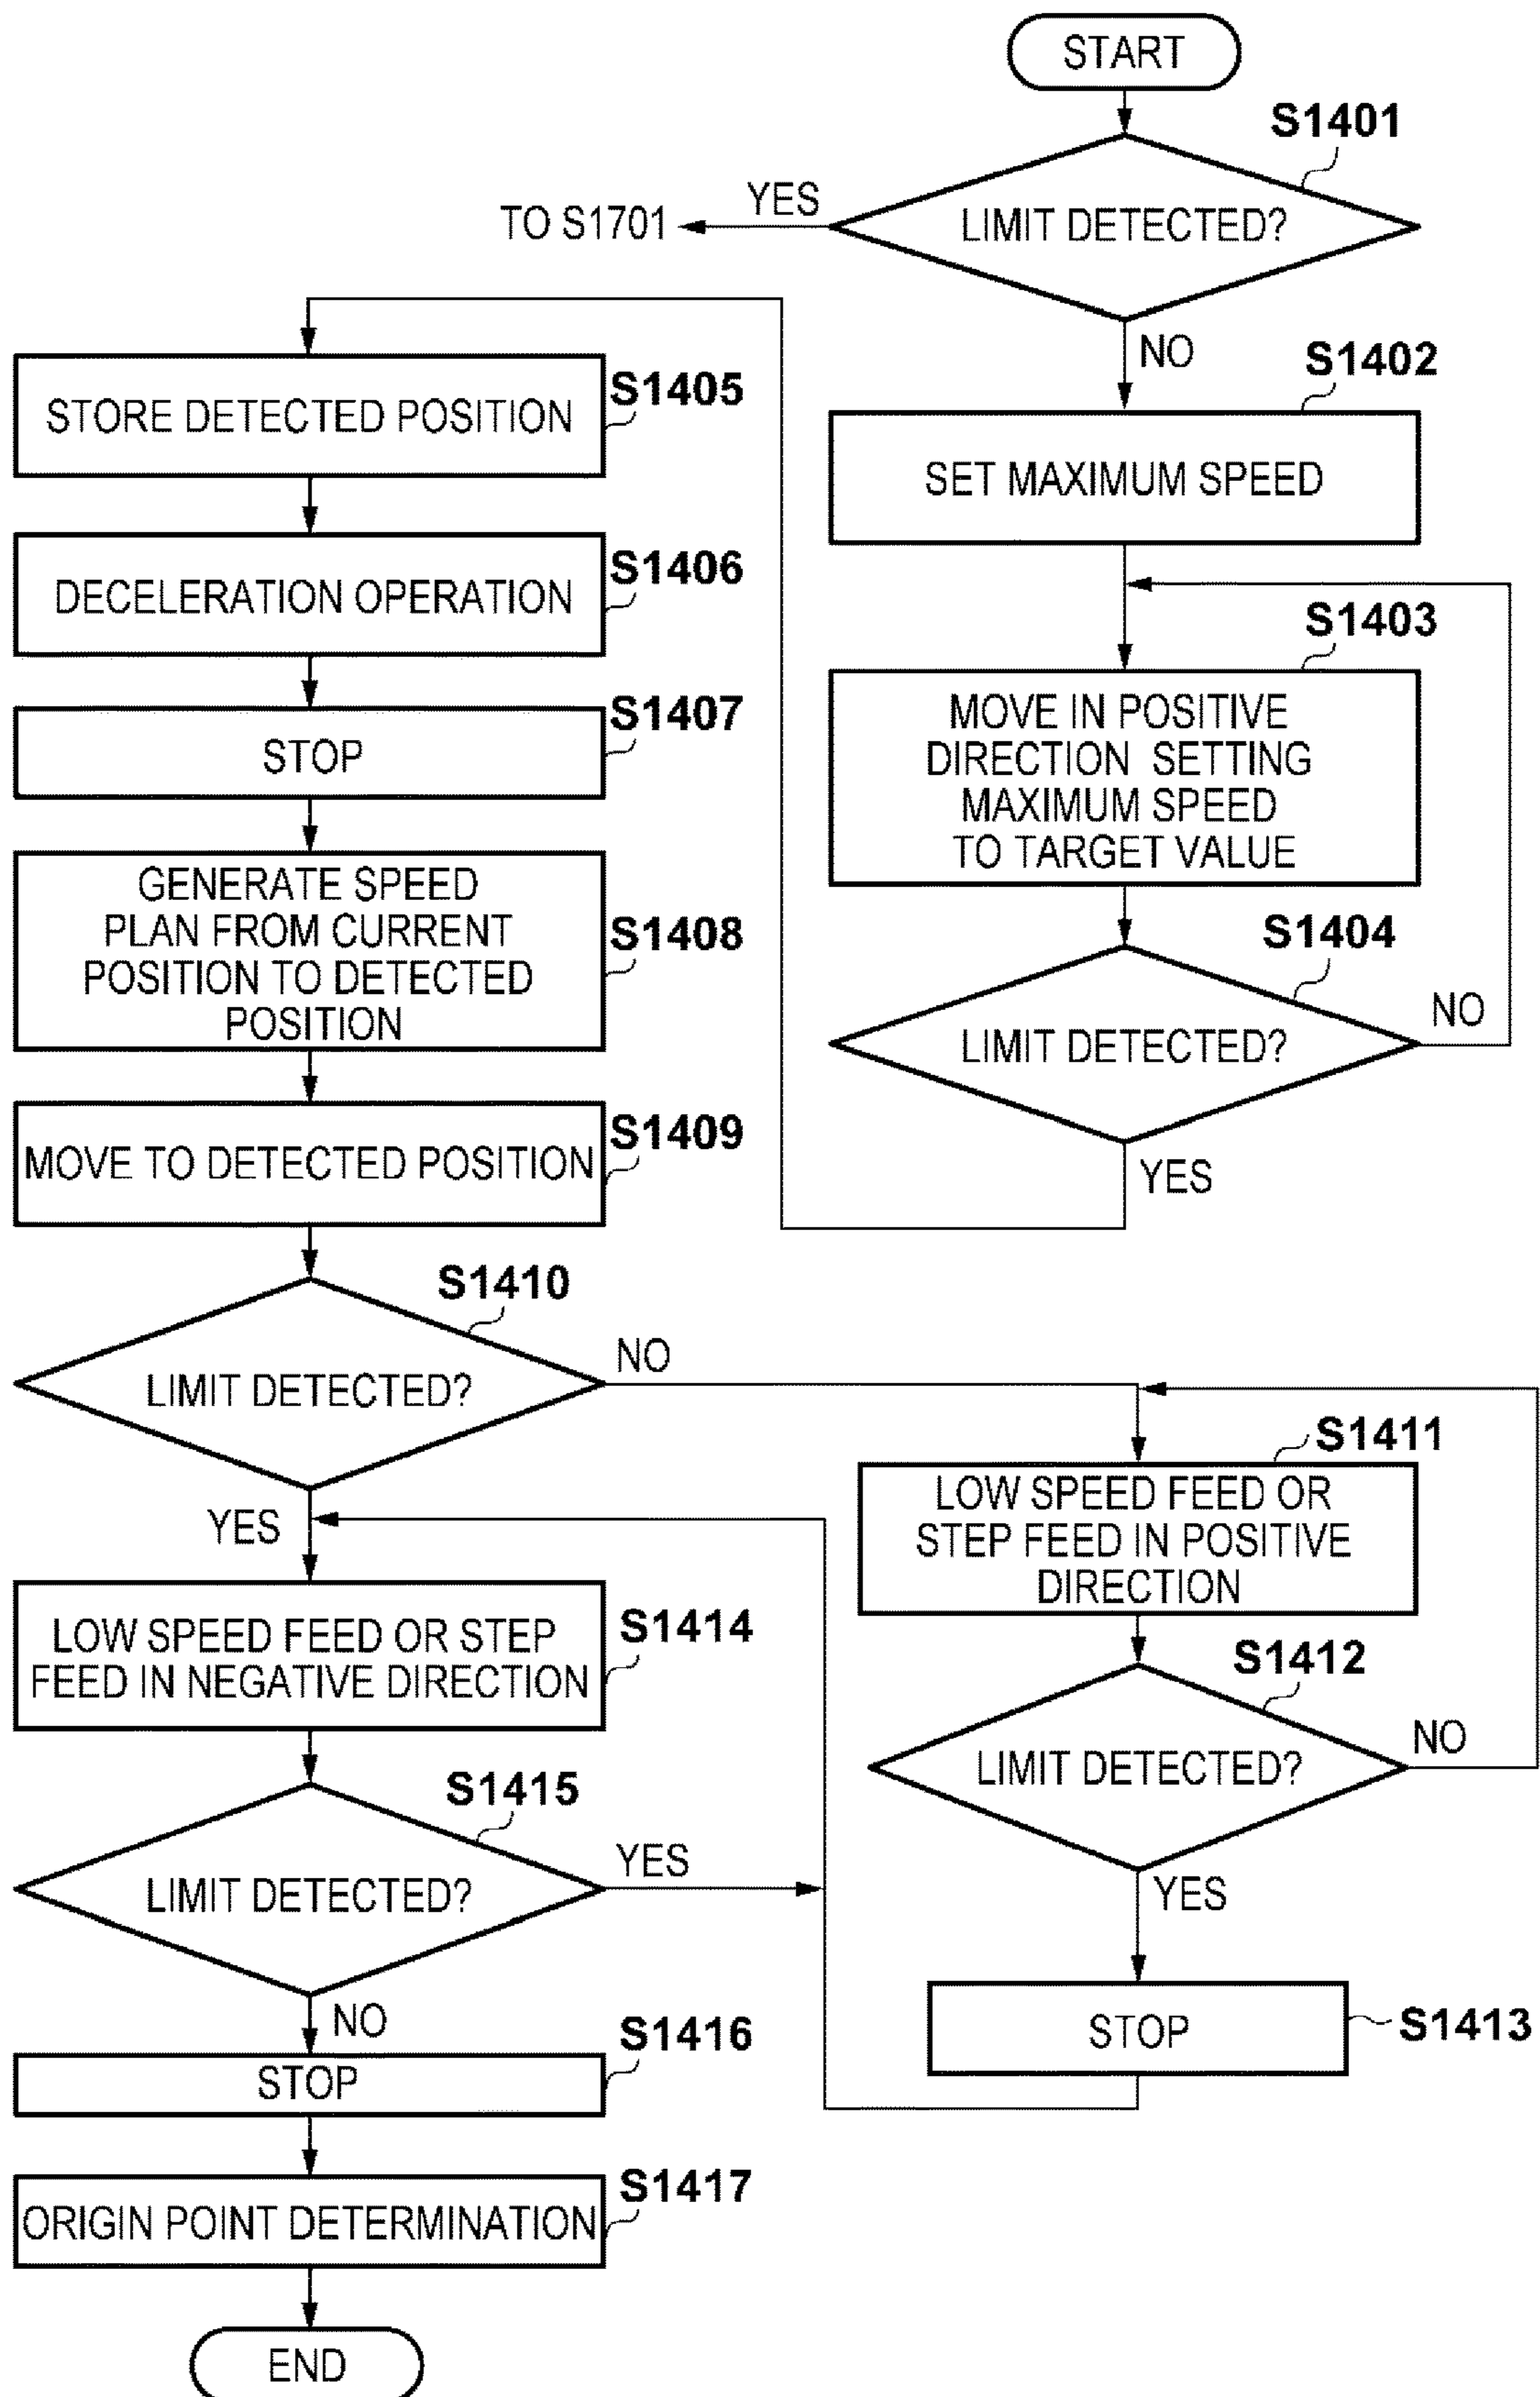 START
S1401
LIMIT DETECTED?
YES
TO S1701
NO
S1402
SET MAXIMUM SPEED
S1403
MOVE IN POSITIVE
DIRECTION SETTING
MAXIMUM SPEED
TO TARGET VALUE
S1404
LIMIT DETECTED?
NO
YES
S1405
STORE DETECTED POSITION
S1406
DECELERATION OPERATION
S1407
STOP
S1408
GENERATE SPEED
PLAN FROM CURRENT
POSITION TO DETECTED
POSITION
S1409
MOVE TO DETECTED POSITION
S1410
LIMIT DETECTED?
NO
YES
S1411
LOW SPEED FEED OR
STEP FEED IN POSITIVE
DIRECTION
S1412
LIMIT DETECTED?
NO
YES
S1413
STOP
S1414
LOW SPEED FEED OR STEP
FEED IN NEGATIVE DIRECTION
S1415
LIMIT DETECTED?
YES
NO
S1416
STOP
S1417
ORIGIN POINT DETERMINATION
END